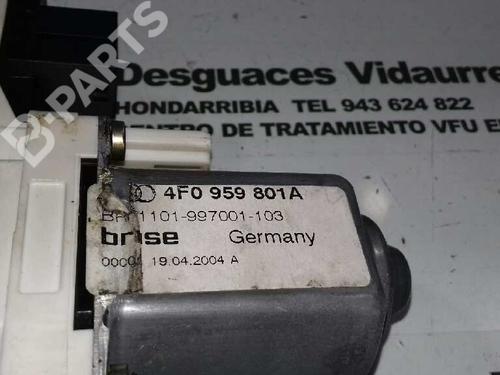 B-PARTS
Desguaces Vidaurre
HONDARRIBIA TEL 943 624 822
CENTRO DE TRATAMIENTO VFU
4F0 959 801A
1101-997001-103
brose Germany
19.04.2004 A